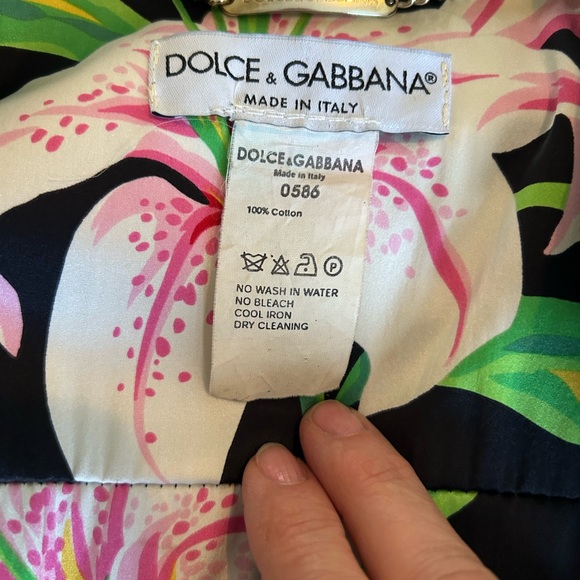 DOLCE & GABBANA®
MADE IN ITALY
DOLCE&GABBANA
Made in Italy
0586
100% Cotton
P
NO WASH IN WATER
NO BLEACH
COOL IRON
DRY CLEANING